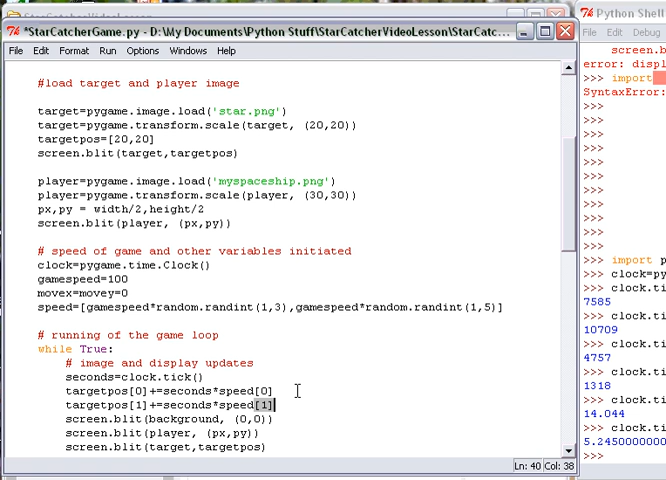 *StarCatcherGame.py - D:\My Documents\Python Stuff\StarCatcherVideoLesson\StarCatc...
File Edit Format Run Options Windows Help
#load target and player image
target=pygame.image.load('star.png')
target=pygame.transform.scale(target, (20,20))
targetpos=[20,20]
screen.blit(target,targetpos)
player=pygame.image.load('myspaceship.png')
player=pygame.transform.scale(player, (30,30))
px,py = width/2,height/2
screen.blit(player, (px,py))
# speed of game and other variables initiated
clock=pygame.time.Clock()
gamespeed=100
movex=movey=0
speed=[gamespeed*random.randint(1,3),gamespeed*random.randint(1,5)]
# running of the game loop
while True:
# image and display updates
seconds=clock.tick()
targetpos[0]+=seconds*speed[0]
targetpos[1]+=seconds*speed[1]
screen.blit(background, (0,0))
screen.blit(player, (px,py))
screen.blit(target,targetpos)
Ln: 40 Col: 38
Python Shell
File Edit
screen.b
error: displ
>>> import
SyntaxError:
>>>
>>>
>>>
>>>
>>>
>>>
>>>
>>>
>>>
>>>
>>>
>>> import p
>>> clock=py
>>> clock.ti
7585
>>> clock.ti
10709
>>> clock.ti
4757
>>> clock.ti
1318
>>> clock.ti
14.044
>>> clock.ti
5.2450000000
>>>